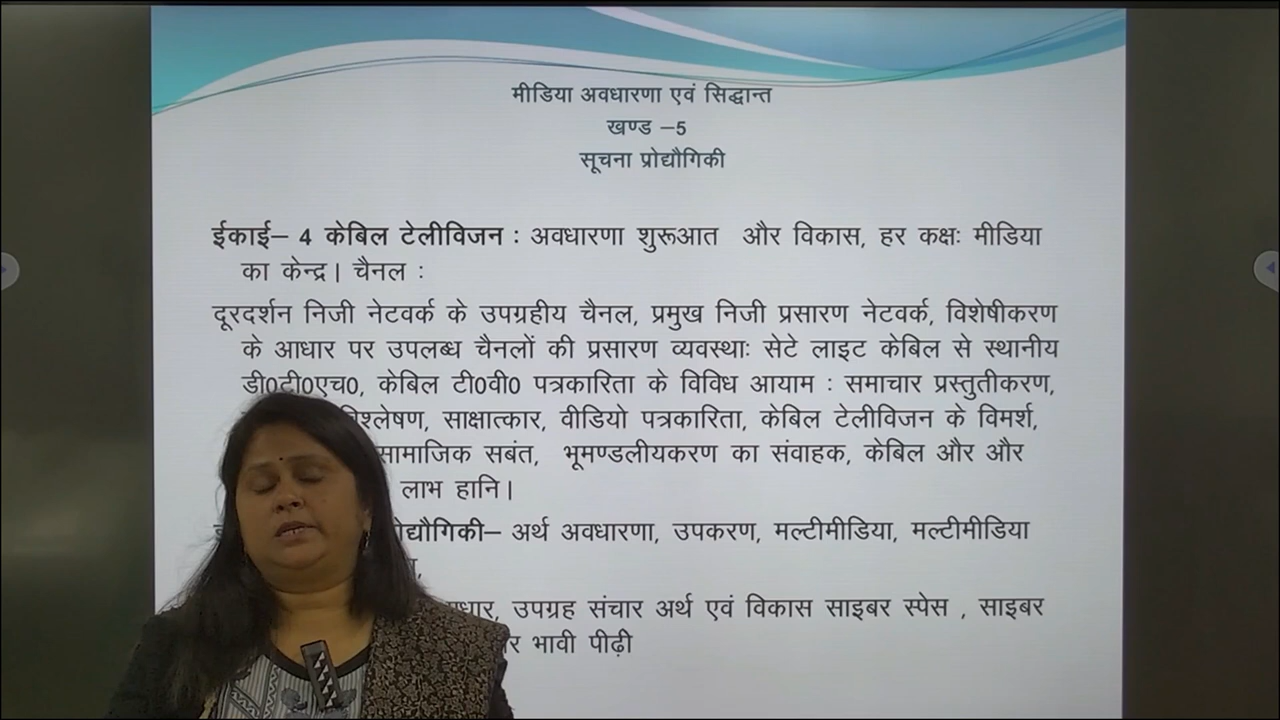 मीडिया अवधारणा एवं सिद्धान्त
खण्ड –5
सूचना प्रोद्यौगिकी
ईकाई– 4 केबिल टेलीविजन : अवधारणा शुरूआत और विकास, हर कक्षः मीडिया
का केन्द्र। चैनल :
दूरदर्शन निजी नेटवर्क के उपग्रहीय चैनल, प्रमुख निजी प्रसारण नेटवर्क, विशेषीकरण
के आधार पर उपलब्ध चैनलों की प्रसारण व्यवस्थाः सेटे लाइट केबिल से स्थानीय
डी0टी0एच0, केबिल टी0वी0 पत्रकारिता के विविध आयाम : समाचार प्रस्तुतीकरण,
विश्लेषण, साक्षात्कार, वीडियो पत्रकारिता, केबिल टेलीविजन के विमर्श,
सामाजिक सबंत, भूमण्डलीयकरण का संवाहक, केबिल और और
लाभ हानि।
अर्थ अवधारणा, उपकरण, मल्टीमीडिया, मल्टीमीडिया
उपग्रह संचार अर्थ एवं विकास साइबर स्पेस , साइबर
भावी पीढ़ी